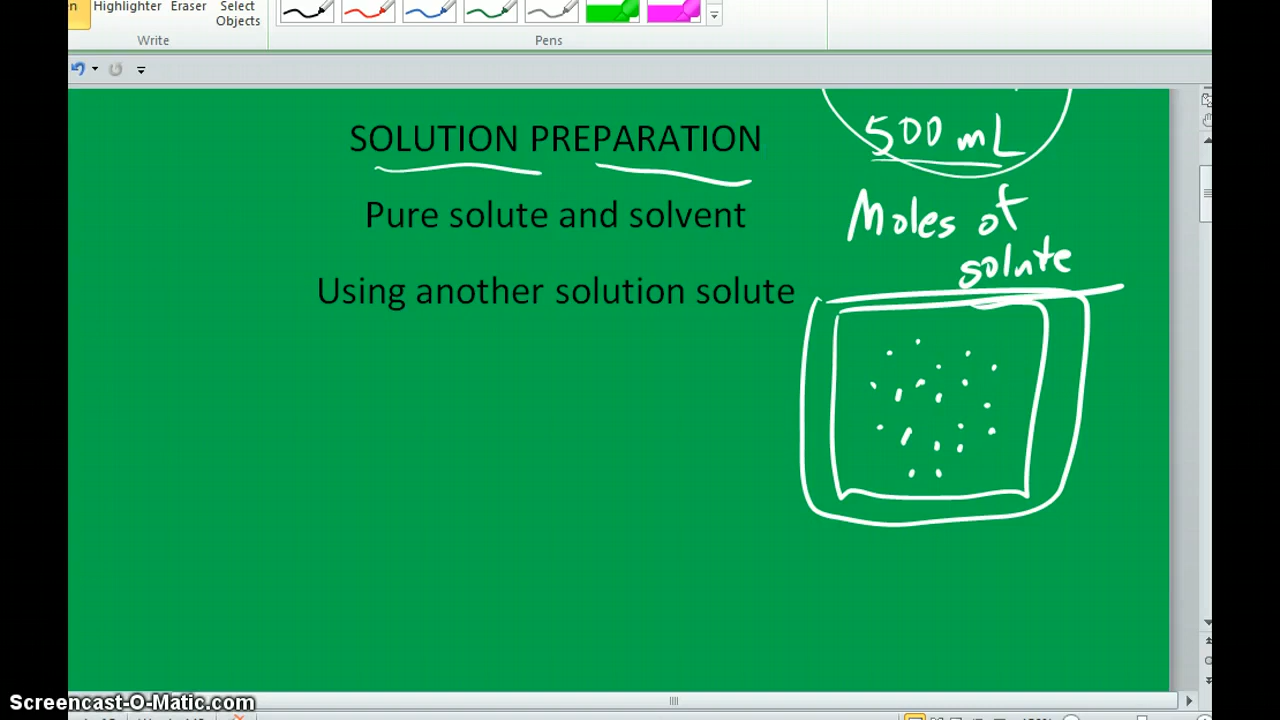 Highlighter Eraser Select
Objects
Write
Pens
SOLUTION PREPARATION
Pure solute and solvent
Using another solution solute
500 mL
Moles of
solute
Screencast-O-Matic.com